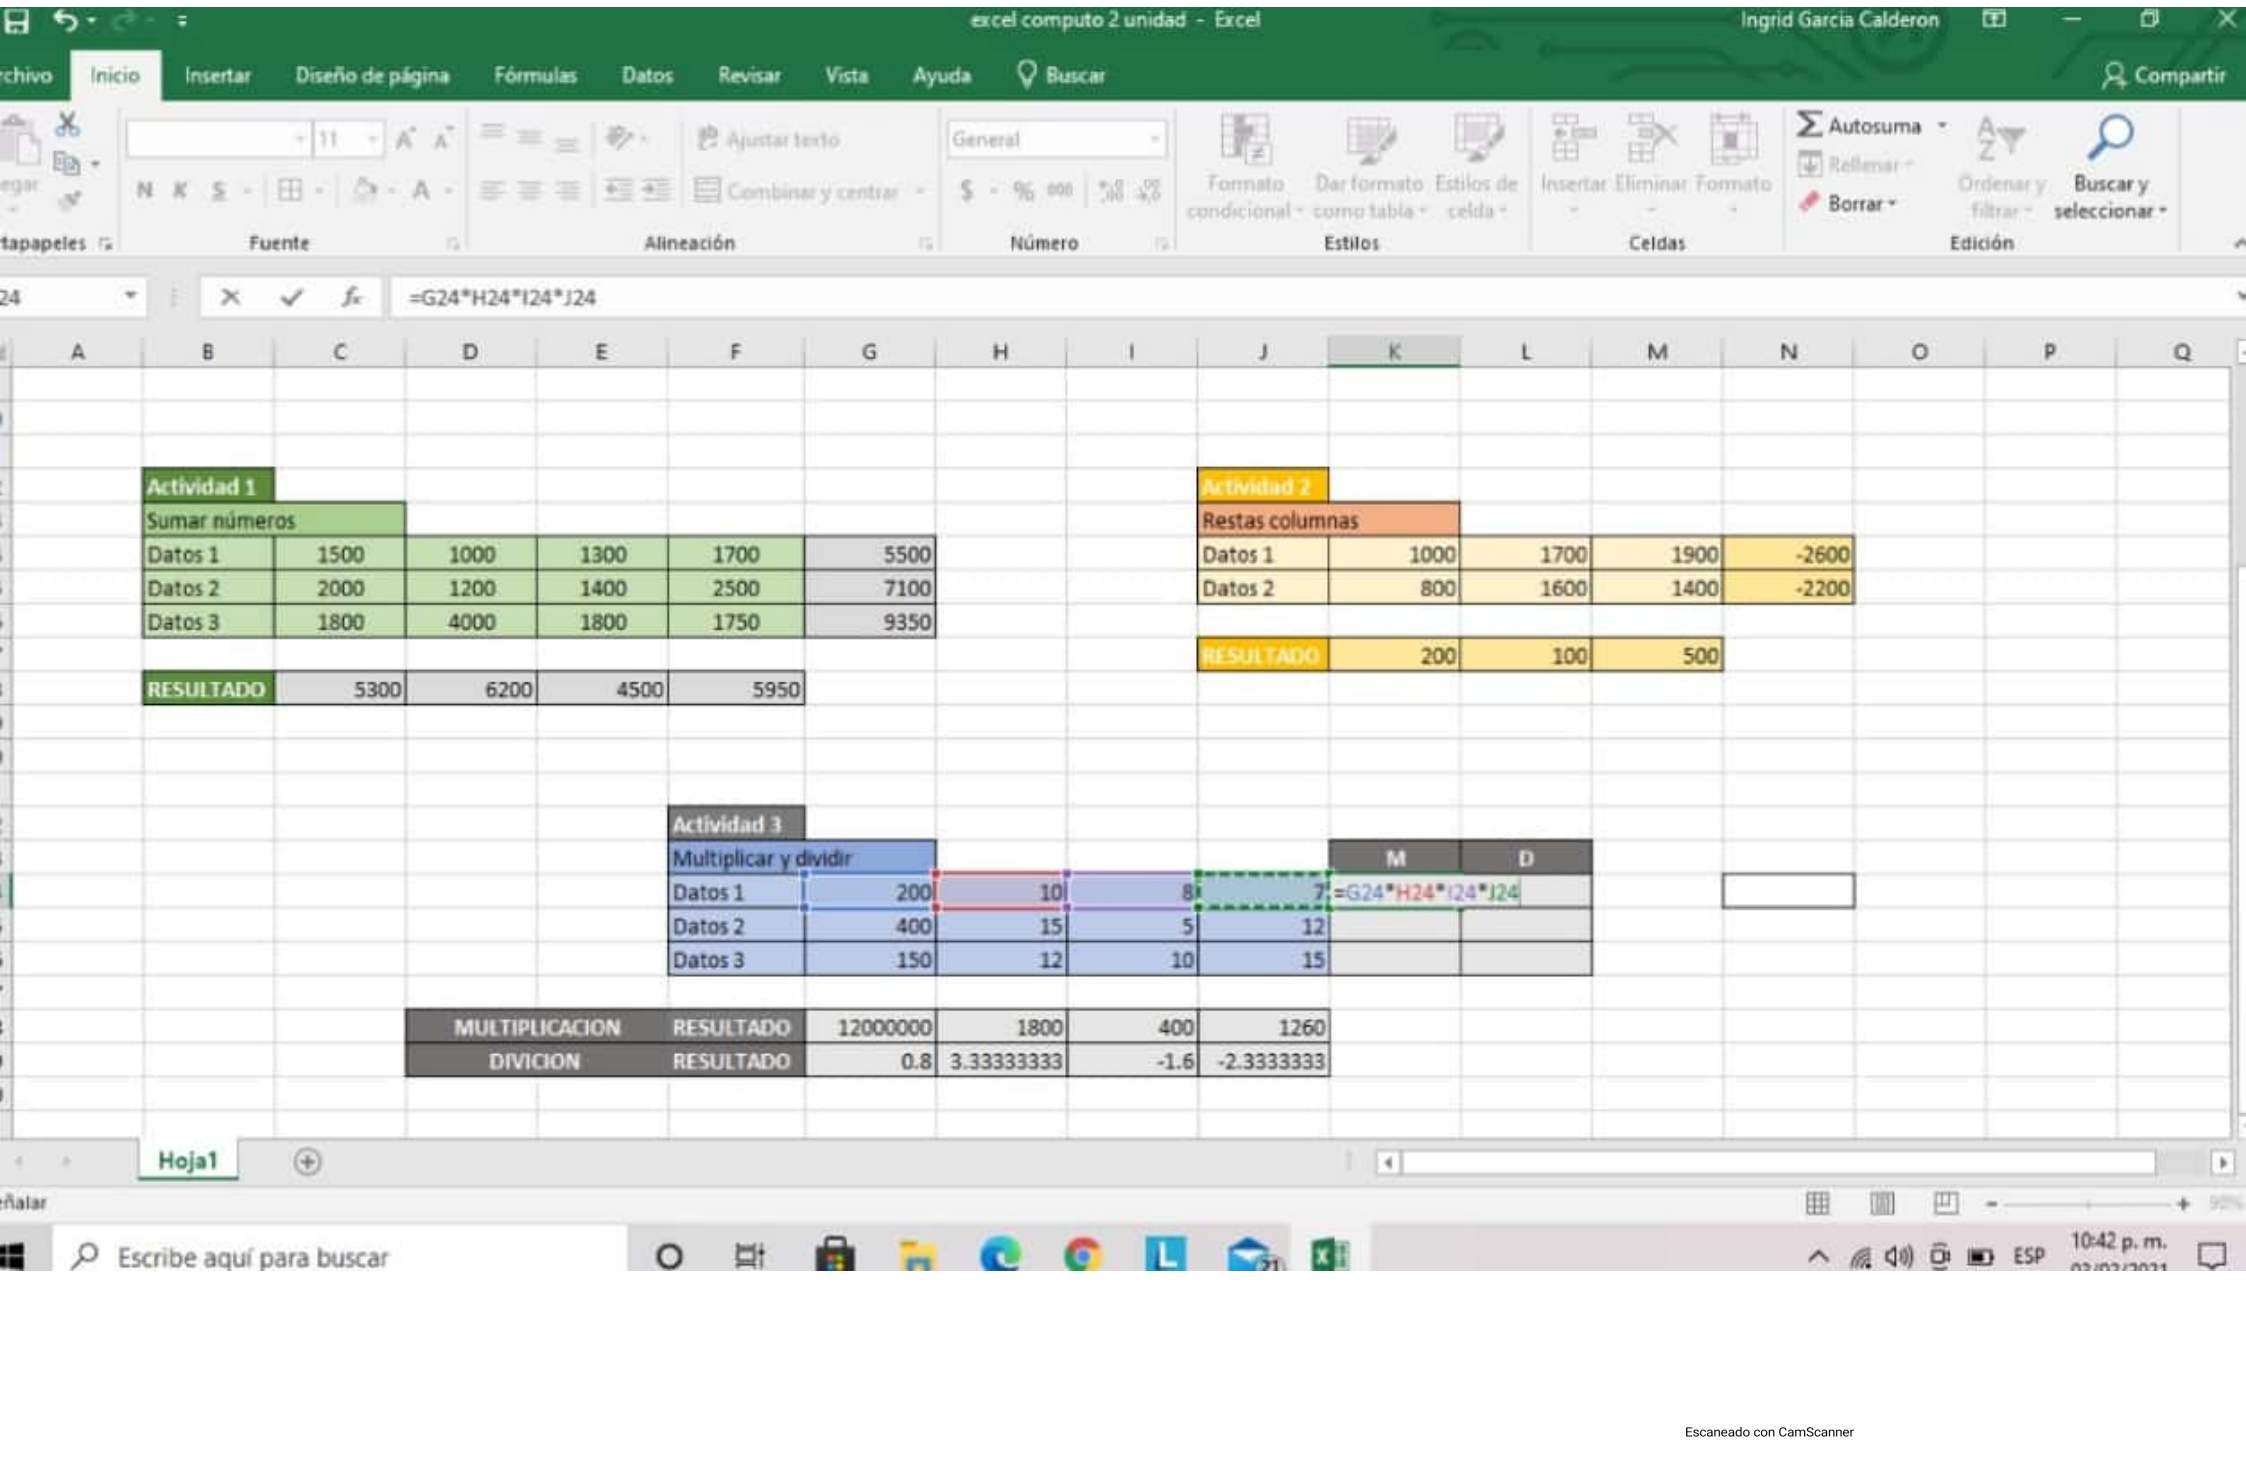 excel computo 2 unidad - Excel
Ingrid Garcia Calderon
chivo Inicio Insertar Diseño de página Fórmulas Datos Revisar Vista Ayuda Buscar Compartir
11 A A Ajustar texto General Autosuma
N K S A Combinar y centrar $ % 000 Formato condicional Dar formato como tabla Estilos de celda Insertar Eliminar Formato Rellenar Borrar Ordenar y filtrar Buscar y seleccionar
tapapeles Fuente Alineación Número Estilos Celdas Edición
24 fx =G24*H24*I24*J24
A B C D E F G H I J K L M N O P Q
Actividad 1 Actividad 2
Sumar números Restas columnas
Datos 1 1500 1000 1300 1700 5500 Datos 1 1000 1700 1900 -2600
Datos 2 2000 1200 1400 2500 7100 Datos 2 800 1600 1400 -2200
Datos 3 1800 4000 1800 1750 9350
RESULTADO 200 100 500
RESULTADO 5300 6200 4500 5950
Actividad 3
Multiplicar y dividir M D
Datos 1 200 10 8 7 =G24*H24*I24*J24
Datos 2 400 15 5 12
Datos 3 150 12 10 15
MULTIPLICACION RESULTADO 12000000 1800 400 1260
DIVICION RESULTADO 0.8 3.33333333 -1.6 -2.3333333
Hoja1
eñalar
Escribe aquí para buscar L 21 ESP 10:42 p. m.
Escaneado con CamScanner